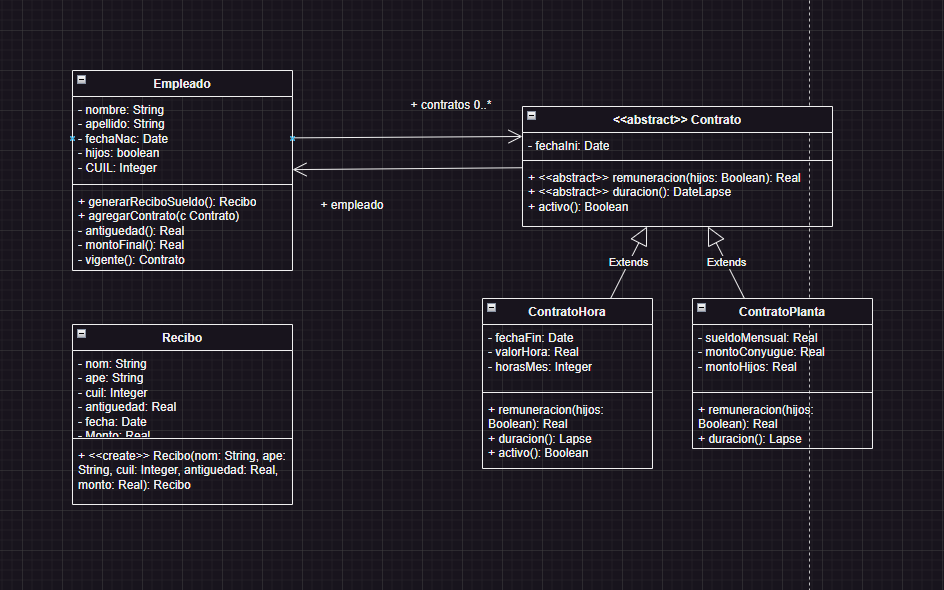 Empleado
- nombre: String
- apellido: String
- fechaNac: Date
- hijos: boolean
- CUIL: Integer
+ generarReciboSueldo(): Recibo
+ agregarContrato(c Contrato)
- antiguedad(): Real
- montoFinal(): Real
- vigente(): Contrato
+ contratos 0..*
+ empleado
<<abstract>> Contrato
- fechaIni: Date
+ <<abstract>> remuneracion(hijos: Boolean): Real
+ <<abstract>> duracion(): DateLapse
+ activo(): Boolean
Extends
Extends
Recibo
- nom: String
- ape: String
- cuil: Integer
- antiguedad: Real
- fecha: Date
- Monto: Real
+ <<create>> Recibo(nom: String, ape:
String, cuil: Integer, antiguedad: Real,
monto: Real): Recibo
ContratoHora
- fechaFin: Date
- valorHora: Real
- horasMes: Integer
+ remuneracion(hijos:
Boolean): Real
+ duracion(): Lapse
+ activo(): Boolean
ContratoPlanta
- sueldoMensual: Real
- montoConyugue: Real
- montoHijos: Real
+ remuneracion(hijos:
Boolean): Real
+ duracion(): Lapse